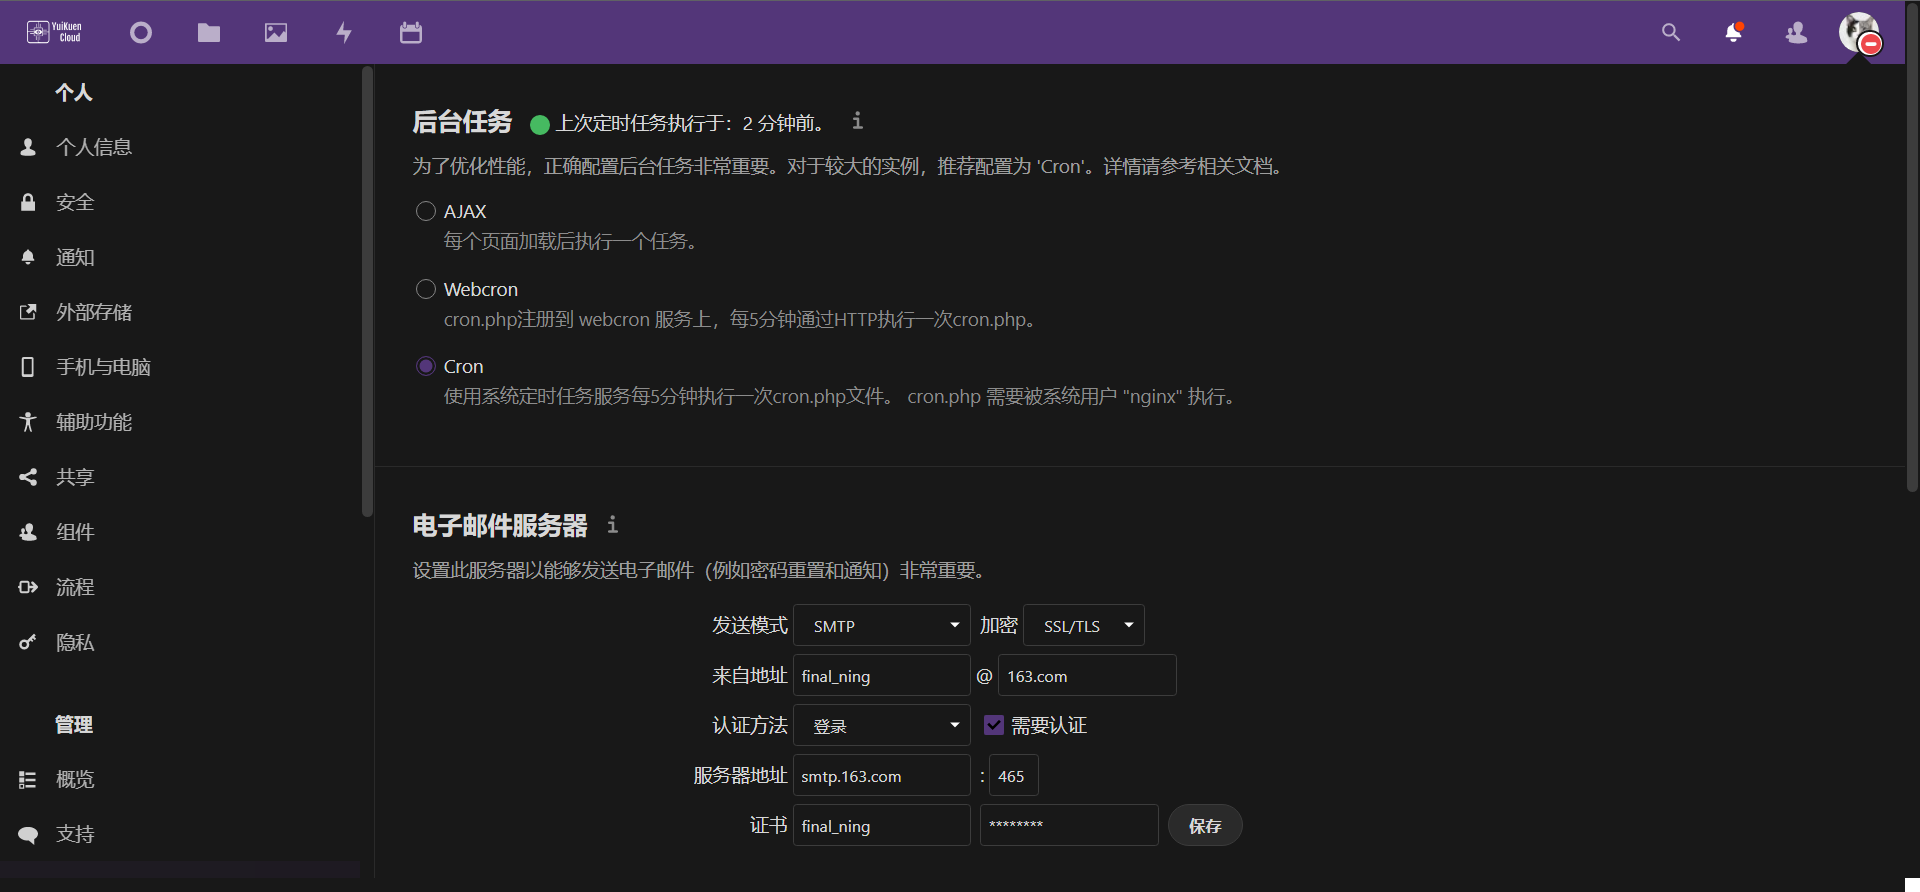 YuiKuen
Cloud
个人
个人信息
安全
通知
外部存储
手机与电脑
辅助功能
共享
组件
流程
隐私
管理
概览
支持
后台任务 上次定时任务执行于：2 分钟前。
为了优化性能，正确配置后台任务非常重要。对于较大的实例，推荐配置为 'Cron'。详情请参考相关文档。
AJAX
每个页面加载后执行一个任务。
Webcron
cron.php注册到 webcron 服务上，每5分钟通过HTTP执行一次cron.php。
Cron
使用系统定时任务服务每5分钟执行一次cron.php文件。 cron.php 需要被系统用户 "nginx" 执行。
电子邮件服务器
设置此服务器以能够发送电子邮件（例如密码重置和通知）非常重要。
发送模式 SMTP 加密 SSL/TLS
来自地址 final_ning @ 163.com
认证方法 登录 需要认证
服务器地址 smtp.163.com : 465
证书 final_ning ******** 保存